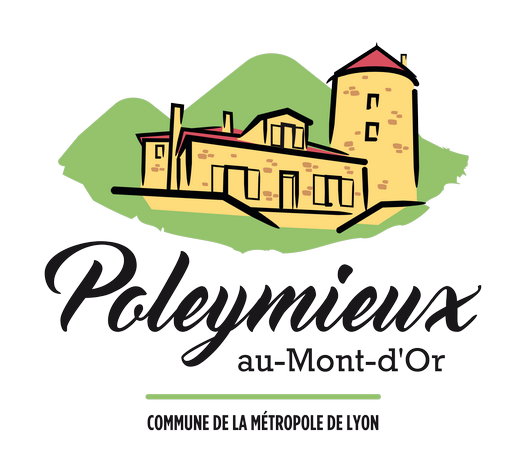 Poleymieux
au-Mont-d'Or
COMMUNE DE LA MÉTROPOLE DE LYON